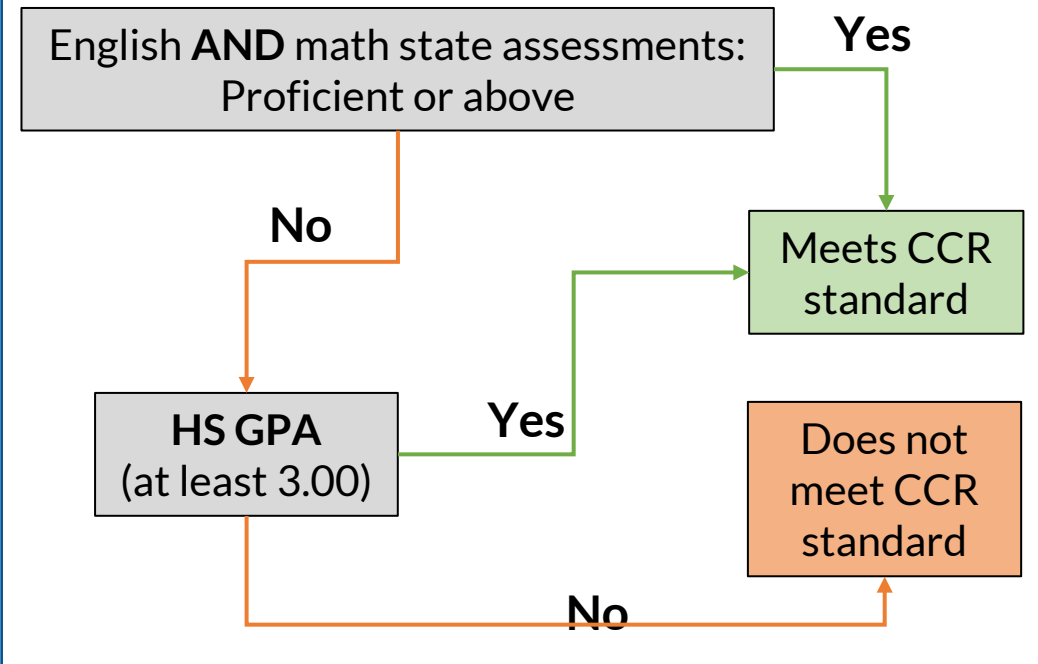 English AND math state assessments:
Proficient or above
Yes
No
Meets CCR
standard
HS GPA
(at least 3.00)
Yes
Does not
meet CCR
standard
No